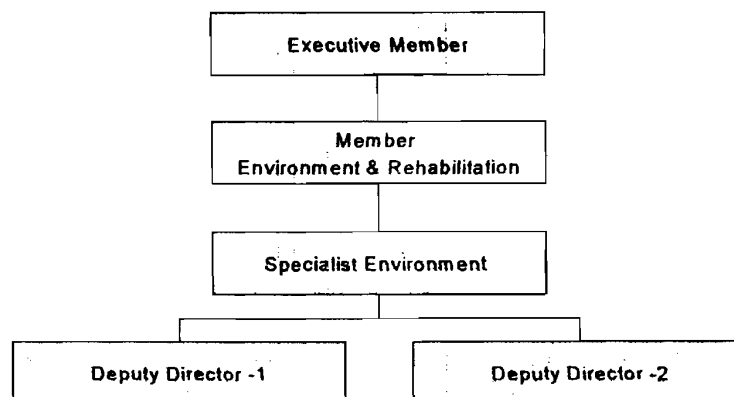 Executive Member
Member
Environment & Rehabilitation
Specialist Environment
Deputy Director -1
Deputy Director -2